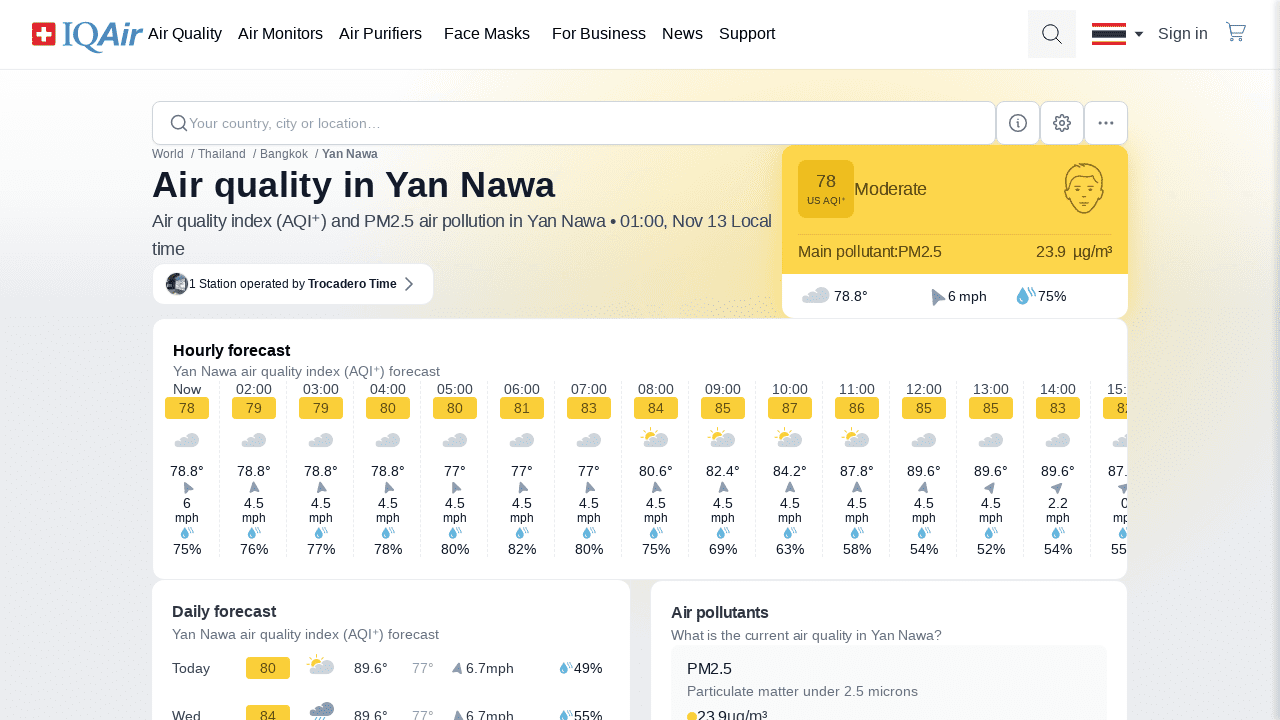 IQAir Air Quality Air Monitors Air Purifiers Face Masks For Business News Support Sign in
Your country, city or location…
World / Thailand / Bangkok / Yan Nawa
Air quality in Yan Nawa
Air quality index (AQI⁺) and PM2.5 air pollution in Yan Nawa • 01:00, Nov 13 Local
time
1 Station operated by Trocadero Time
78
US AQI⁺
Moderate
Main pollutant:PM2.5 23.9 µg/m³
78.8° 6 mph 75%
Hourly forecast
Yan Nawa air quality index (AQI⁺) forecast
Now 02:00 03:00 04:00 05:00 06:00 07:00 08:00 09:00 10:00 11:00 12:00 13:00 14:00
78 79 79 80 80 81 83 84 85 87 86 85 85 83
78.8° 78.8° 78.8° 78.8° 77° 77° 77° 80.6° 82.4° 84.2° 87.8° 89.6° 89.6° 89.6°
6 4.5 4.5 4.5 4.5 4.5 4.5 4.5 4.5 4.5 4.5 4.5 4.5 2.2
mph mph mph mph mph mph mph mph mph mph mph mph mph mph
75% 76% 77% 78% 80% 82% 80% 75% 69% 63% 58% 54% 52% 54%
Daily forecast
Yan Nawa air quality index (AQI⁺) forecast
Today 80 89.6° 77° 6.7mph 49%
Wed 84 89.6° 77° 6.7mph 55%
Air pollutants
What is the current air quality in Yan Nawa?
PM2.5
Particulate matter under 2.5 microns
23.9µg/m³